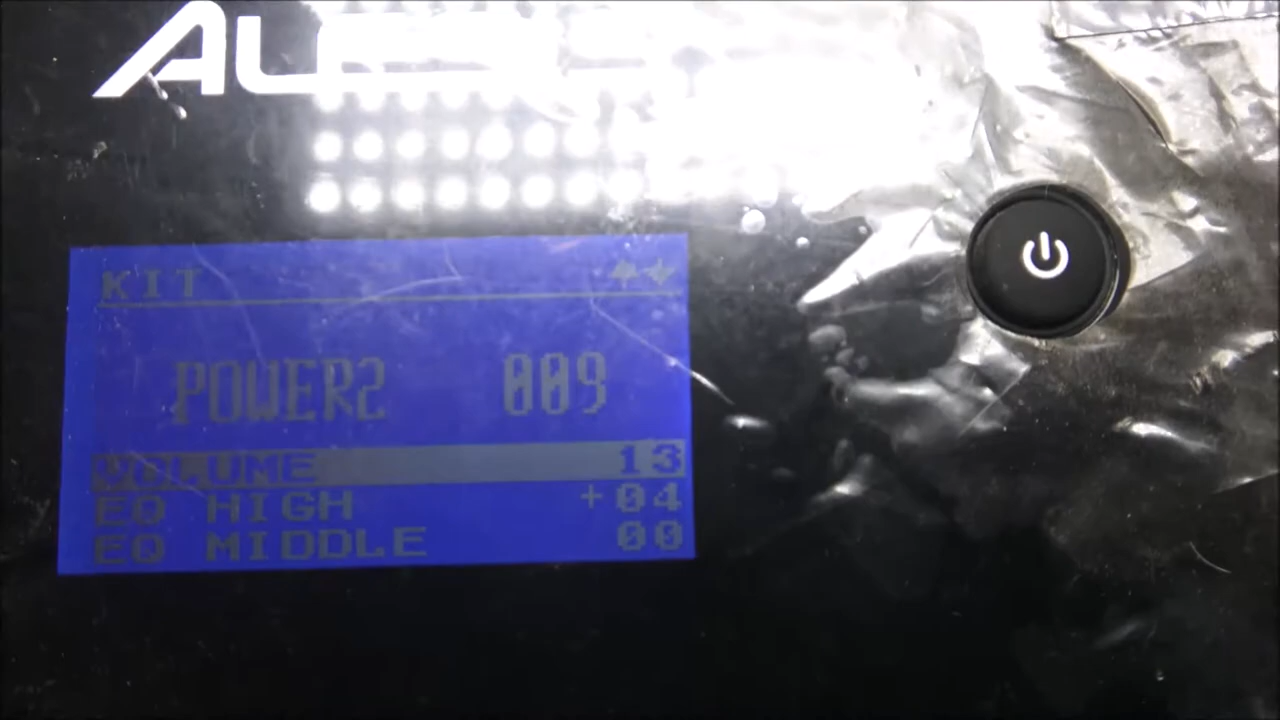 KIT
POWER2 009
VOLUME 13
EQ HIGH +04
EQ MIDDLE 00